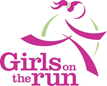 Girls
on the run